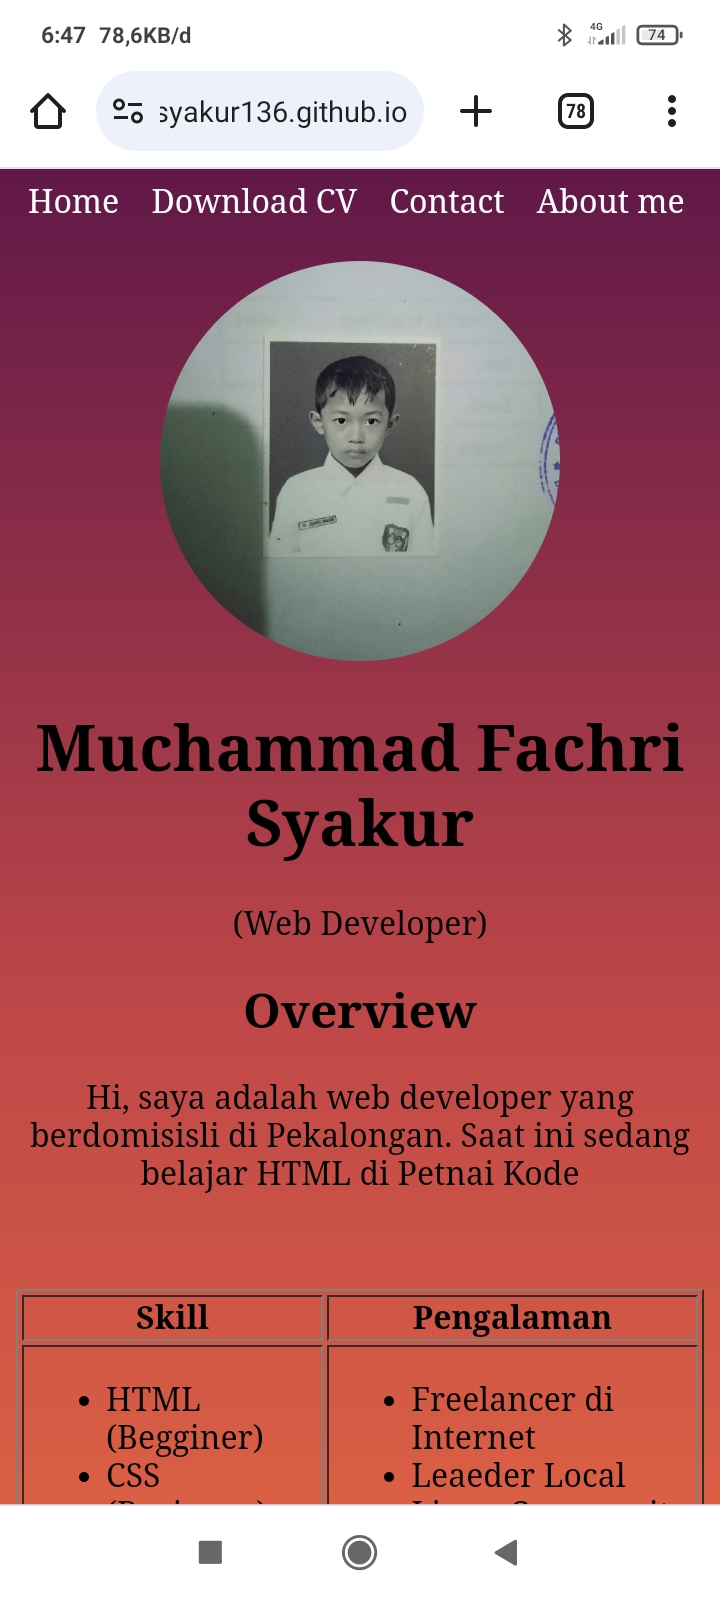 6:47 78,6KB/d 4G 74
syakur136.github.io 78
Home Download CV Contact About me
Muchammad Fachri
Syakur
(Web Developer)
Overview
Hi, saya adalah web developer yang
berdomisisli di Pekalongan. Saat ini sedang
belajar HTML di Petnai Kode
Skill Pengalaman
• HTML
(Begginer)
• CSS
• Freelancer di
Internet
• Leaeder Local